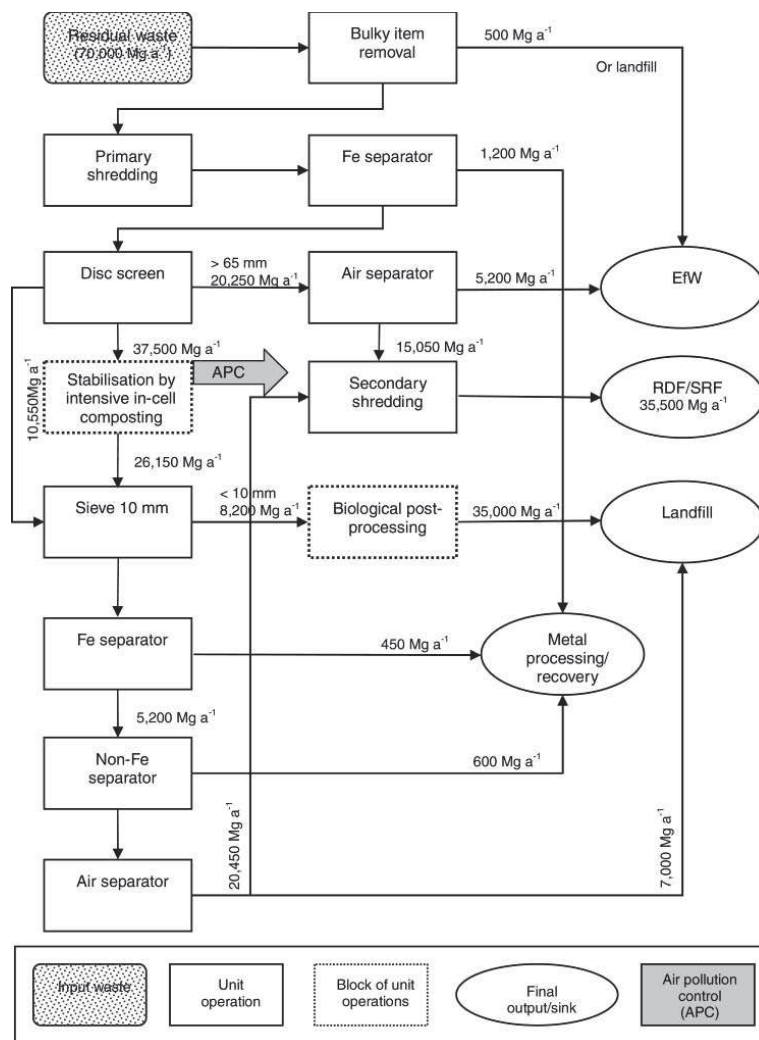 Residual waste
(70,000 Mg a⁻¹)
Bulky item
removal
500 Mg a⁻¹
Or landfill
Primary
shredding
Fe separator
1,200 Mg a⁻¹
Disc screen
> 65 mm
20,250 Mg a⁻¹
Air separator
5,200 Mg a⁻¹
EfW
37,500 Mg a⁻¹
10,550Mg a⁻¹
Stabilisation by
intensive in-cell
composting
APC
15,050 Mg a⁻¹
Secondary
shredding
RDF/SRF
35,500 Mg a⁻¹
26,150 Mg a⁻¹
Sieve 10 mm
< 10 mm
8,200 Mg a⁻¹
Biological post-
processing
35,000 Mg a⁻¹
Landfill
Fe separator
450 Mg a⁻¹
Metal
processing/
recovery
5,200 Mg a⁻¹
Non-Fe
separator
600 Mg a⁻¹
20,450 Mg a⁻¹
7,000 Mg a⁻¹
Air separator
Input waste
Unit
operation
Block of unit
operations
Final
output/sink
Air pollution
control
(APC)